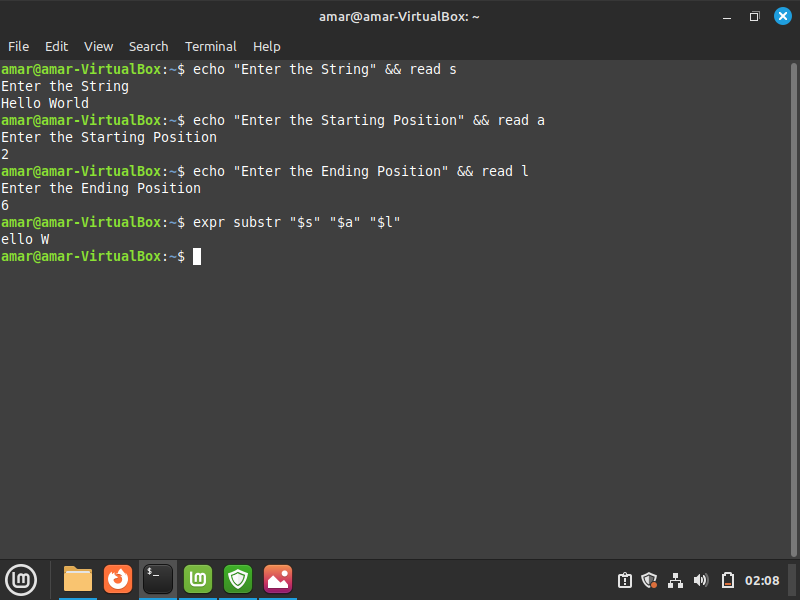 amar@amar-VirtualBox: ~
File Edit View Search Terminal Help
amar@amar-VirtualBox:~$ echo "Enter the String" && read s
Enter the String
Hello World
amar@amar-VirtualBox:~$ echo "Enter the Starting Position" && read a
Enter the Starting Position
2
amar@amar-VirtualBox:~$ echo "Enter the Ending Position" && read l
Enter the Ending Position
6
amar@amar-VirtualBox:~$ expr substr "$s" "$a" "$l"
ello W
amar@amar-VirtualBox:~$
$_
02:08